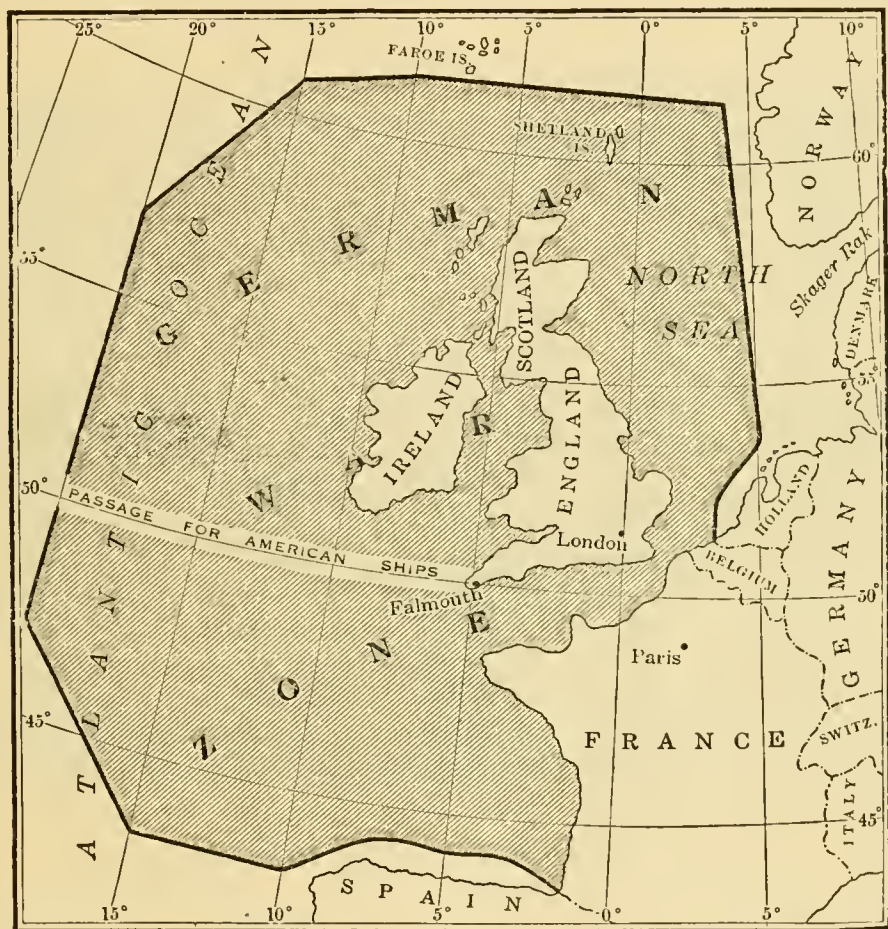 25° 20° 15° 10° 5° 0° 5° 10°
FAROE IS.
ATLANTIC OCEAN
NORWAY
SHETLAND
IS.
60°
GERMAN
WAR
ZONE
NORTH
SEA
Skager Rak
55°
SCOTLAND
DENMARK
55°
IRELAND
ENGLAND
50°
PASSAGE FOR AMERICAN SHIPS
London
HOLLAND
BELGIUM
GERMANY
50°
Falmouth
Paris
45°
FRANCE
SWITZ.
45°
ITALY
SPAIN
15° 10° 5° 0° 5°